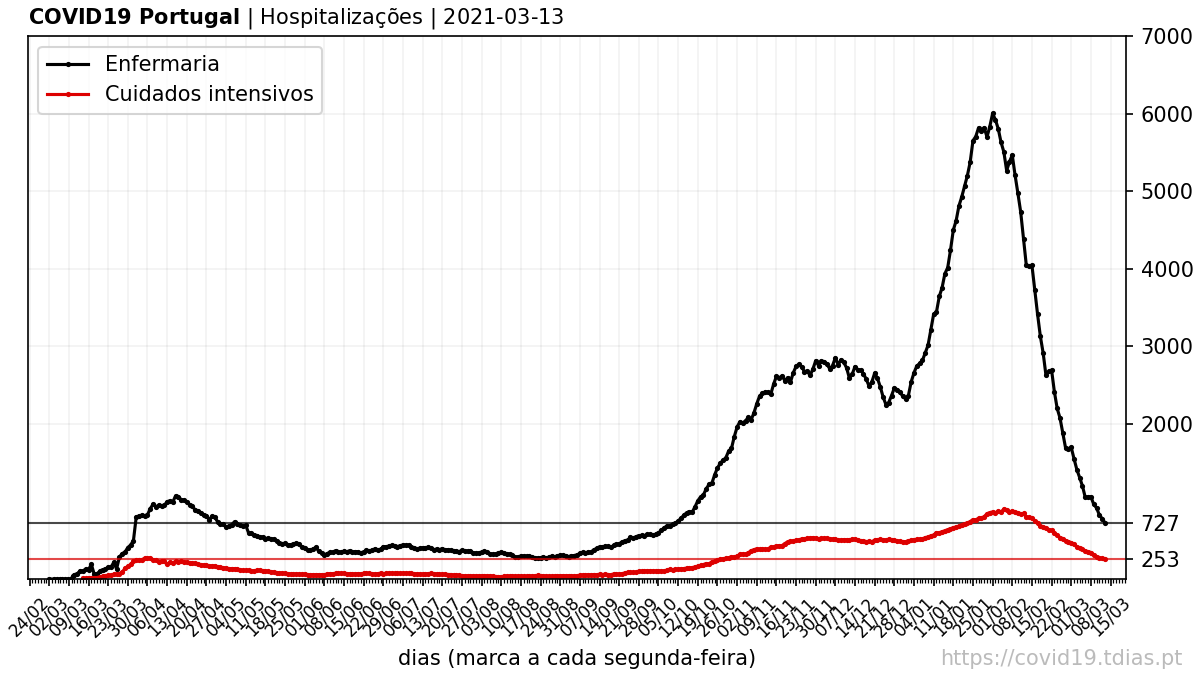 COVID19 Portugal | Hospitalizações | 2021-03-13
Enfermaria
Cuidados intensivos
7000
6000
5000
4000
3000
2000
727
253
24/02 02/03 09/03 16/03 23/03 30/03 06/04 13/04 20/04 27/04 04/05 11/05 18/05 25/05 01/06 08/06 15/06 22/06 29/06 06/07 13/07 20/07 27/07 03/08 10/08 17/08 24/08 31/08 07/09 14/09 21/09 28/09 05/10 12/10 19/10 26/10 02/11 09/11 16/11 23/11 30/11 07/12 14/12 21/12 28/12 04/01 11/01 18/01 25/01 01/02 08/02 15/02 22/02 01/03 08/03 15/03
dias (marca a cada segunda-feira)
https://covid19.tdias.pt